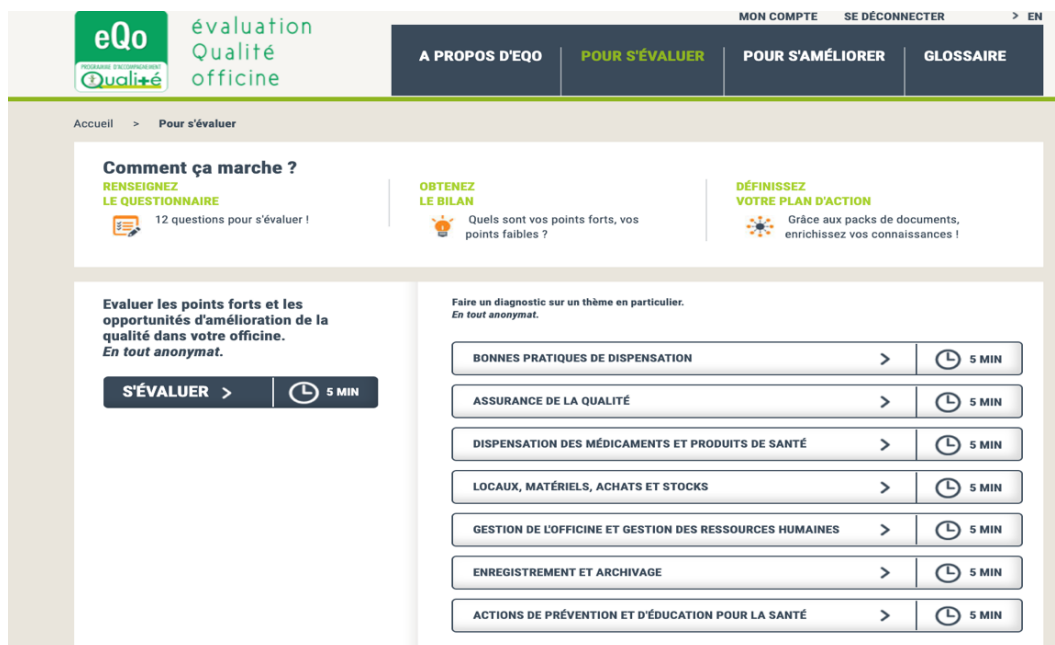 MON COMPTE SE DÉCONNECTER > EN
eQo
PROGRAMME D'ACCOMPAGNEMENT
Qualité
évaluation
Qualité
officine
A PROPOS D'EQO POUR S'ÉVALUER POUR S'AMÉLIORER GLOSSAIRE
Accueil > Pour s'évaluer
Comment ça marche ?
RENSEIGNEZ
LE QUESTIONNAIRE
12 questions pour s'évaluer !
OBTENEZ
LE BILAN
Quels sont vos points forts, vos
points faibles ?
DÉFINISSEZ
VOTRE PLAN D'ACTION
Grâce aux packs de documents,
enrichissez vos connaissances !
Evaluer les points forts et les
opportunités d'amélioration de la
qualité dans votre officine.
En tout anonymat.
S'ÉVALUER > 5 MIN
Faire un diagnostic sur un thème en particulier.
En tout anonymat.
BONNES PRATIQUES DE DISPENSATION > 5 MIN
ASSURANCE DE LA QUALITÉ > 5 MIN
DISPENSATION DES MÉDICAMENTS ET PRODUITS DE SANTÉ > 5 MIN
LOCAUX, MATÉRIELS, ACHATS ET STOCKS > 5 MIN
GESTION DE L'OFFICINE ET GESTION DES RESSOURCES HUMAINES > 5 MIN
ENREGISTREMENT ET ARCHIVAGE > 5 MIN
ACTIONS DE PRÉVENTION ET D'ÉDUCATION POUR LA SANTÉ > 5 MIN